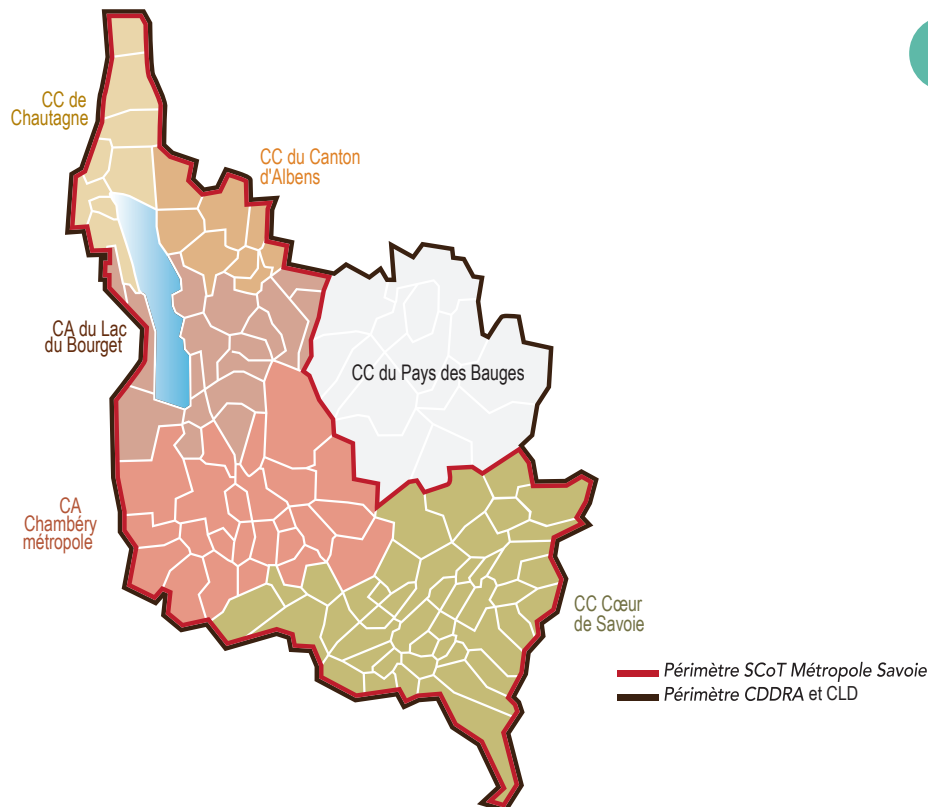 CC de
Chautagne
CC du Canton
d'Albens
CA du Lac
du Bourget
CC du Pays des Bauges
CA
Chambéry
métropole
CC Cœur
de Savoie
Périmètre SCoT Métropole Savoie
Périmètre CDDRA et CLD